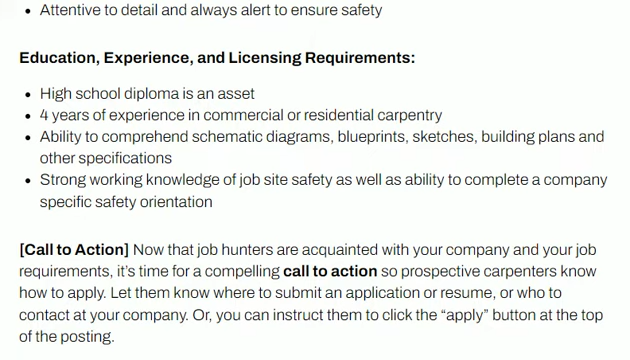 • Attentive to detail and always alert to ensure safety
Education, Experience, and Licensing Requirements:
• High school diploma is an asset
• 4 years of experience in commercial or residential carpentry
• Ability to comprehend schematic diagrams, blueprints, sketches, building plans and
other specifications
• Strong working knowledge of job site safety as well as ability to complete a company
specific safety orientation
[Call to Action] Now that job hunters are acquainted with your company and your job
requirements, it’s time for a compelling call to action so prospective carpenters know
how to apply. Let them know where to submit an application or resume, or who to
contact at your company. Or, you can instruct them to click the “apply” button at the top
of the posting.